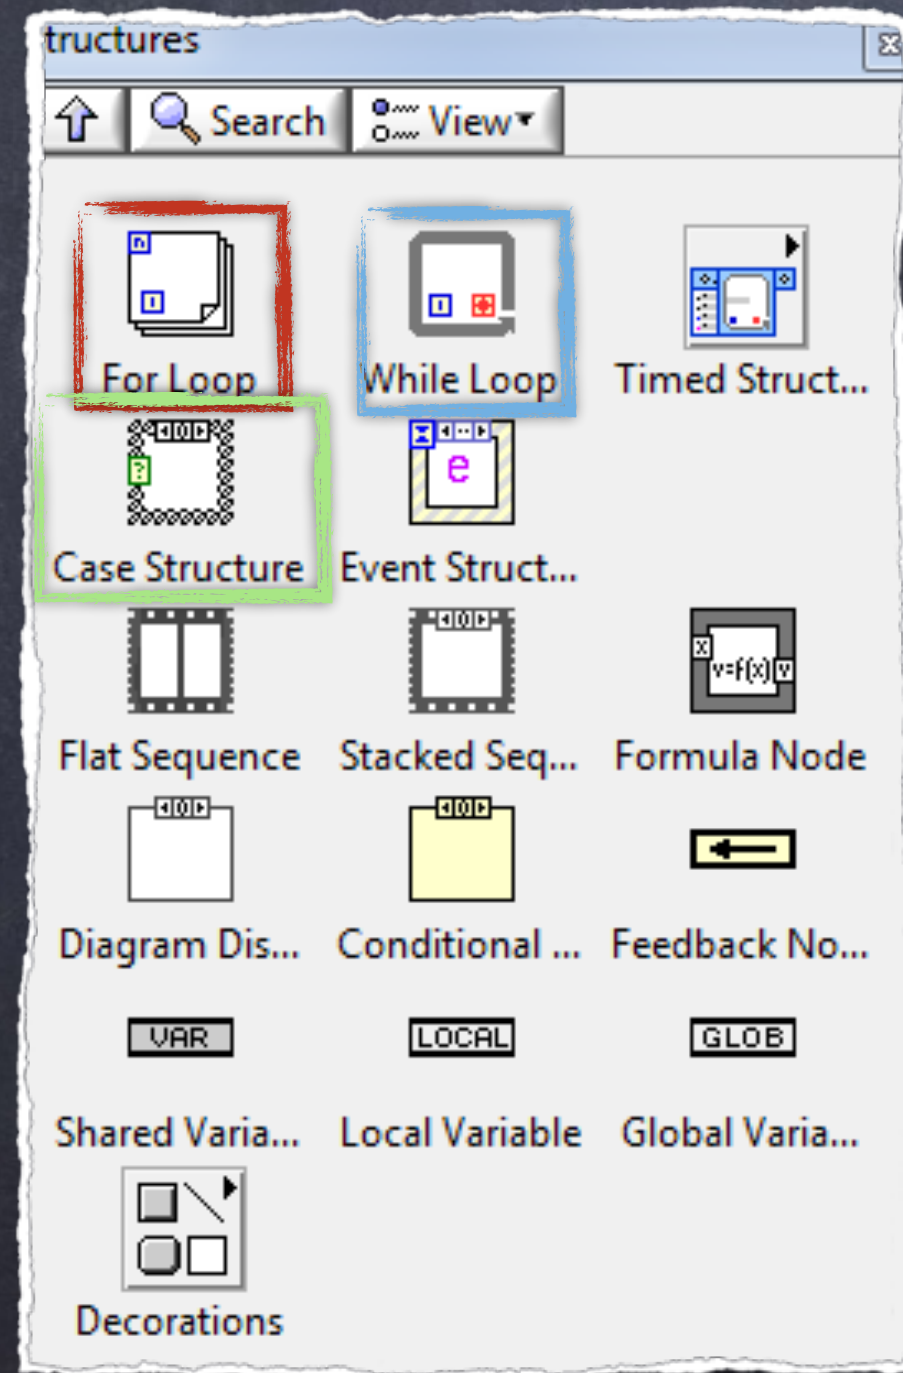 tructures
Search View
For Loop While Loop Timed Struct...
Case Structure Event Struct...
e
v=f(x)
Flat Sequence Stacked Seq... Formula Node
Diagram Dis... Conditional ... Feedback No...
VAR LOCAL GLOB
Shared Varia... Local Variable Global Varia...
Decorations